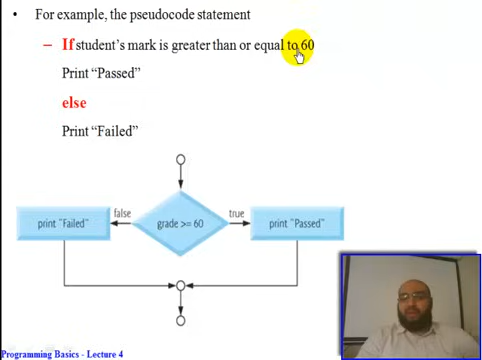 • For example, the pseudocode statement
– If student’s mark is greater than or equal to 60
Print “Passed”
else
Print “Failed”
false
true
print "Failed"
grade >= 60
print "Passed"
Programming Basics - Lecture 4